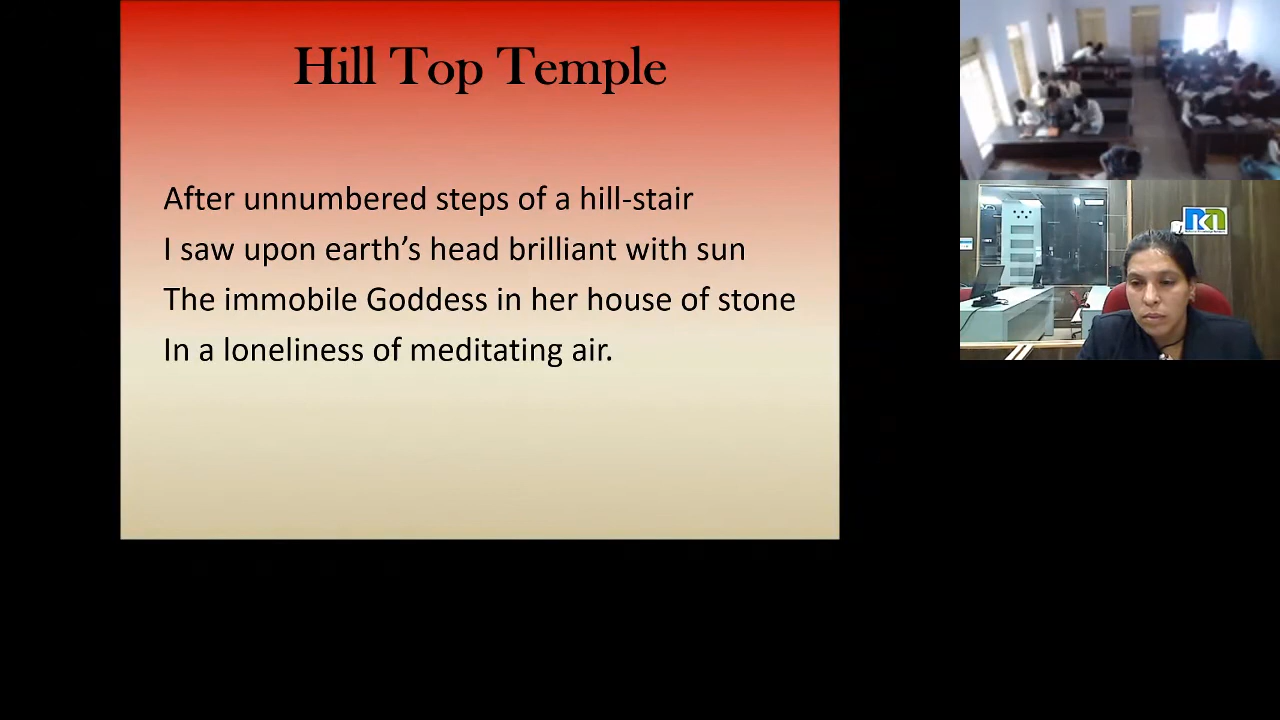 Hill Top Temple
After unnumbered steps of a hill-stair
I saw upon earth’s head brilliant with sun
The immobile Goddess in her house of stone
In a loneliness of meditating air.